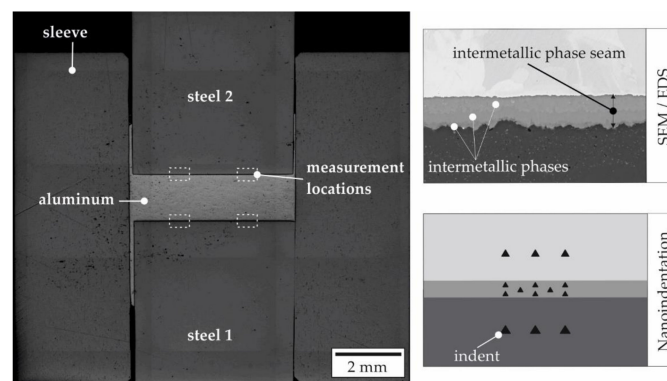 sleeve
steel 2
measurement
locations
aluminum
steel 1
2 mm
intermetallic phase seam
intermetallic phases
SEM / EDS
indent
Nanoindentation